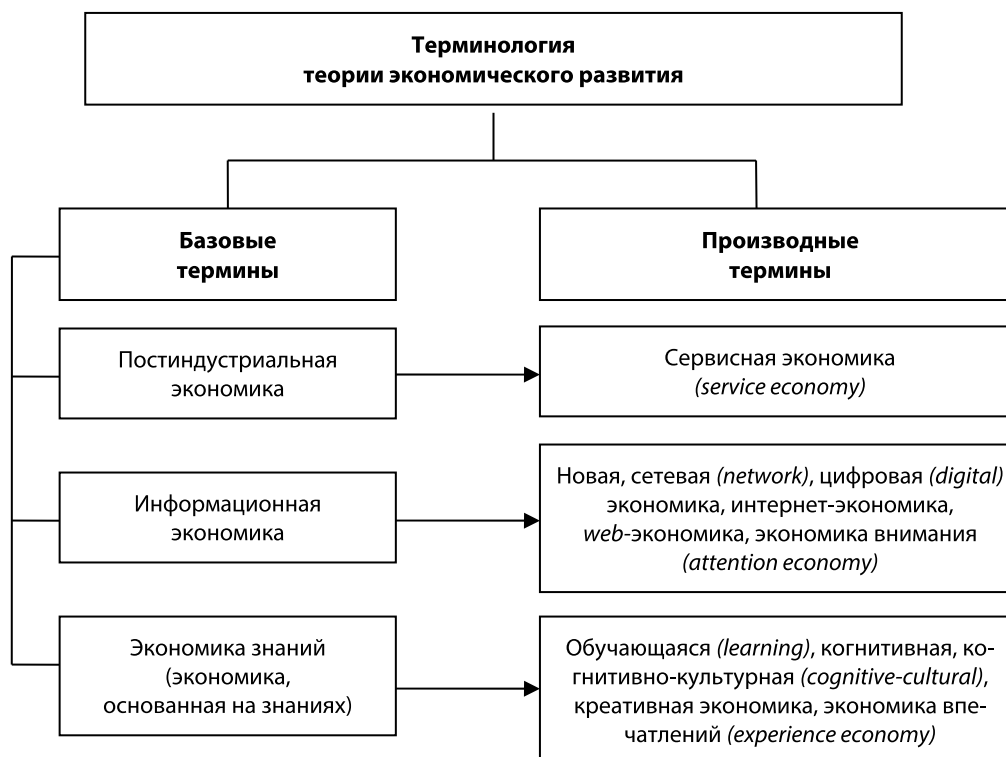 Терминология
теории экономического развития
Базовые
термины
Производные
термины
Постиндустриальная
экономика
Сервисная экономика
(service economy)
Информационная
экономика
Новая, сетевая (network), цифровая (digital)
экономика, интернет-экономика,
web-экономика, экономика внимания
(attention economy)
Экономика знаний
(экономика,
основанная на знаниях)
Обучающаяся (learning), когнитивная, ко-
гнитивно-культурная (cognitive-cultural),
креативная экономика, экономика впе-
чатлений (experience economy)